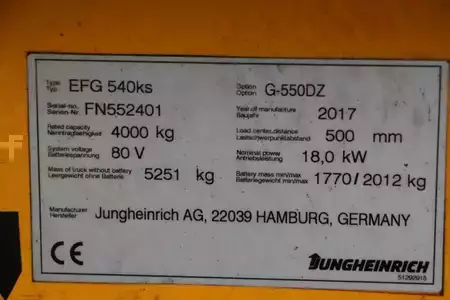 Type
Typ EFG 540ks Option
Option G-550DZ
Serial-no.
Serien-Nr. FN552401 Year of manufacture
Baujahr 2017
Rated capacity
Nenntragfähigkeit 4000 kg Load center distance
Lastschwerpunktabstand 500 mm
System voltage
Batteriespannung 80 V Nominal power
Antriebsleistung 18,0 kW
Mass of truck without battery
Leergewicht ohne Batterie 5251 kg Battery mass min/max
Batteriegewicht min/max 1770/2012 kg
Manufacturer
Hersteller Jungheinrich AG, 22039 HAMBURG, GERMANY
CE JUNGHEINRICH
51292915